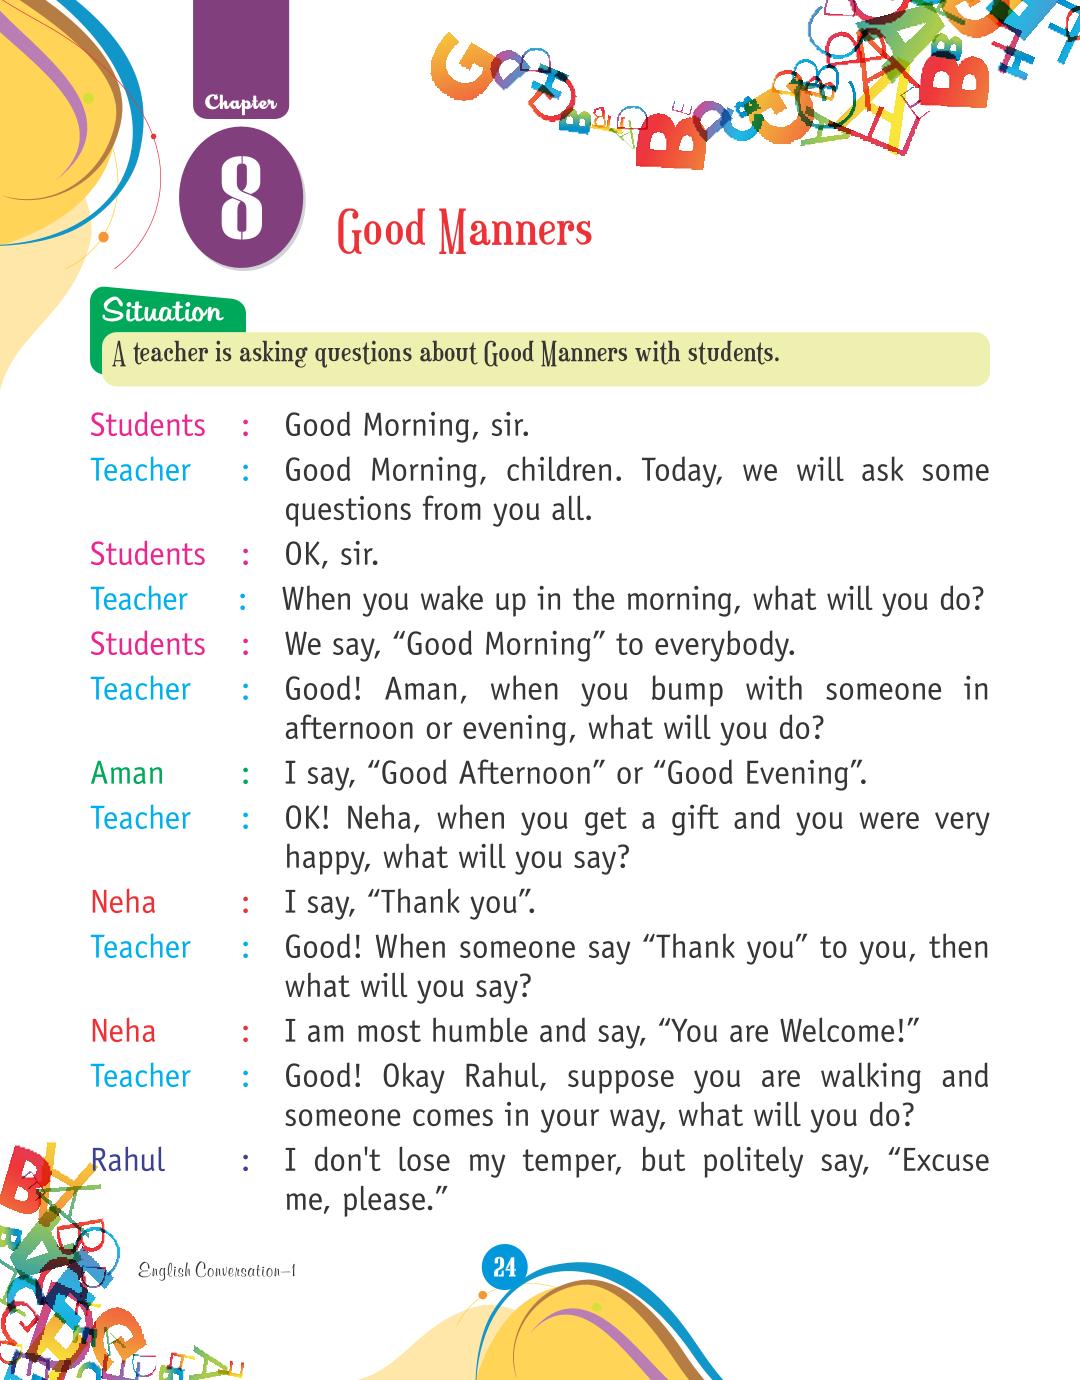 Chapter
8
Good Manners
Situation
A teacher is asking questions about Good Manners with students.
Students : Good Morning, sir.
Teacher : Good Morning, children. Today, we will ask some
questions from you all.
Students : OK, sir.
Teacher : When you wake up in the morning, what will you do?
Students : We say, “Good Morning” to everybody.
Teacher : Good! Aman, when you bump with someone in
afternoon or evening, what will you do?
Aman : I say, “Good Afternoon” or “Good Evening”.
Teacher : OK! Neha, when you get a gift and you were very
happy, what will you say?
Neha : I say, “Thank you”.
Teacher : Good! When someone say “Thank you” to you, then
what will you say?
Neha : I am most humble and say, “You are Welcome!”
Teacher : Good! Okay Rahul, suppose you are walking and
someone comes in your way, what will you do?
Rahul : I don't lose my temper, but politely say, “Excuse
me, please.”
English Conversation–1
24